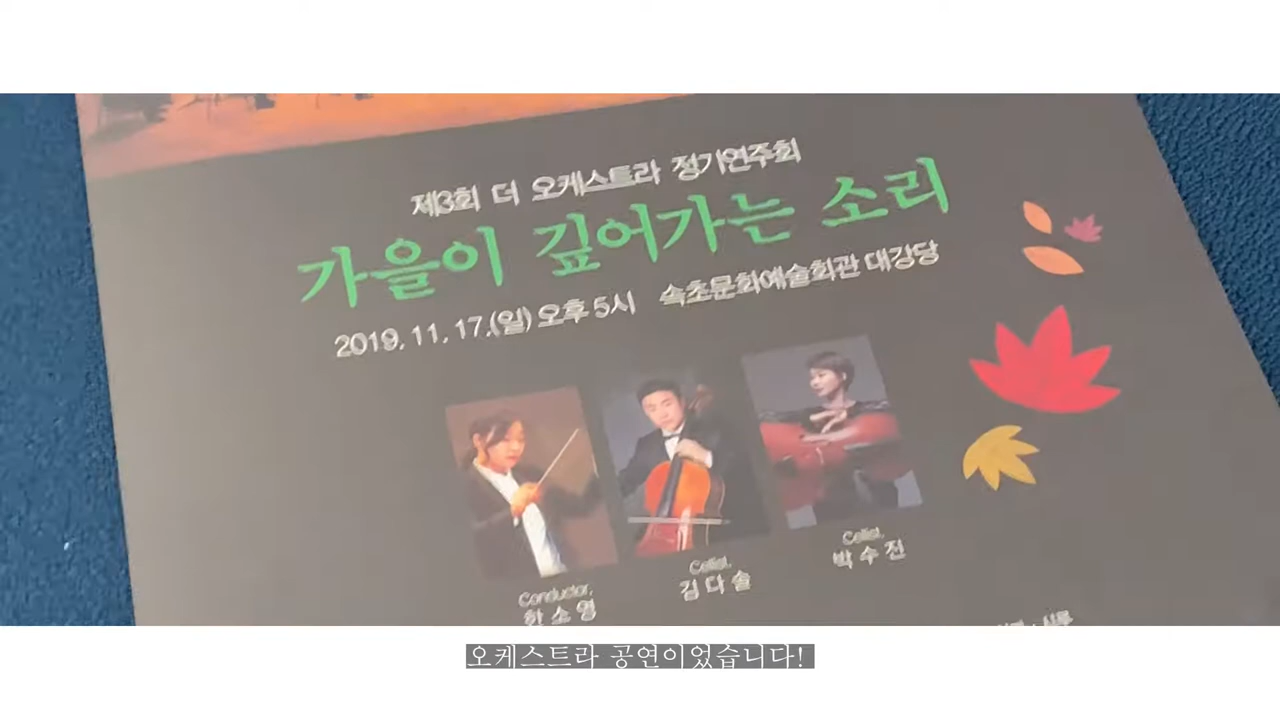 제3회 더 오케스트라 정기연주회
가을이 깊어가는 소리
2019. 11. 17.(일) 오후 5시 속초문화예술회관 대강당
Conductor.
한소영
Cellist.
김다솔
Cellist.
박수진
오케스트라 공연이었습니다!